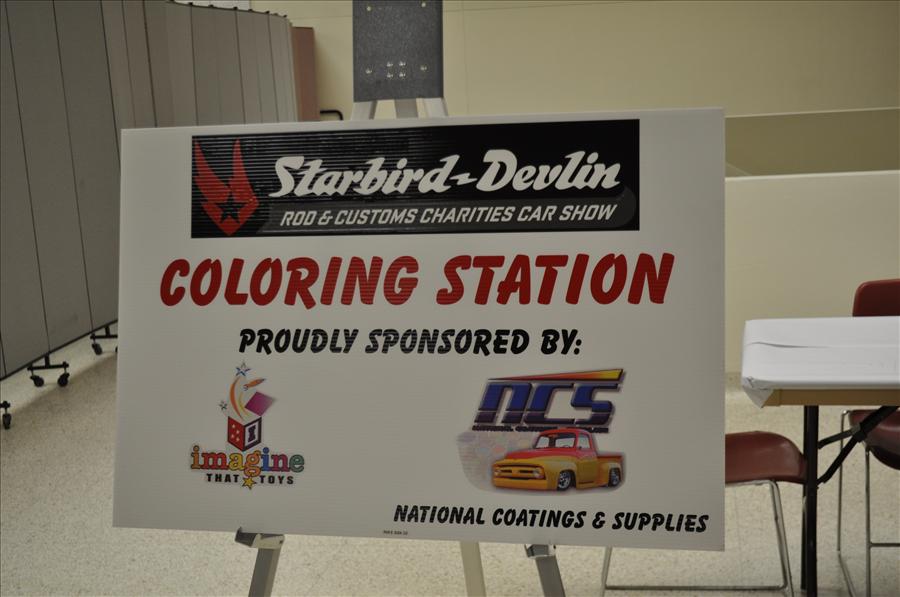 Starbird-Devlin
ROD & CUSTOMS CHARITIES CAR SHOW
COLORING STATION
PROUDLY SPONSORED BY:
imagine
THAT TOYS
NCS
NATIONAL COATINGS & SUPPLIES